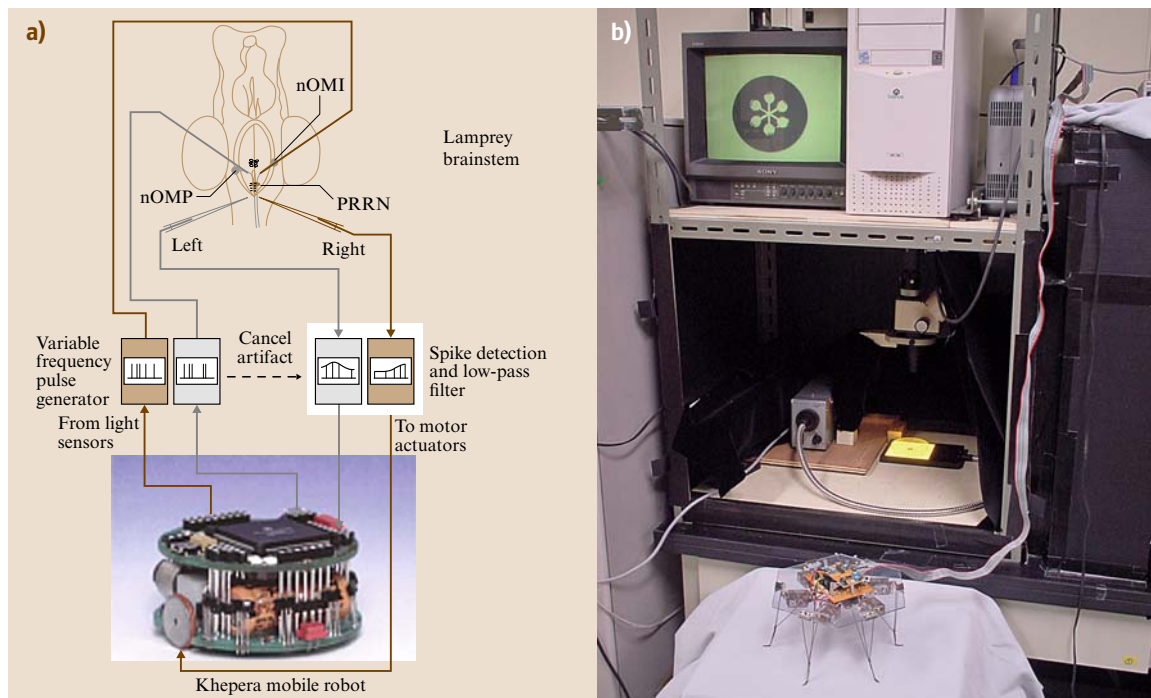 a)
nOMI
Lamprey
brainstem
nOMP
PRRN
Left
Right
Variable
frequency
pulse
generator
Cancel
artifact
Spike detection
and low-pass
filter
From light
sensors
To motor
actuators
Khepera mobile robot
b)
SONY